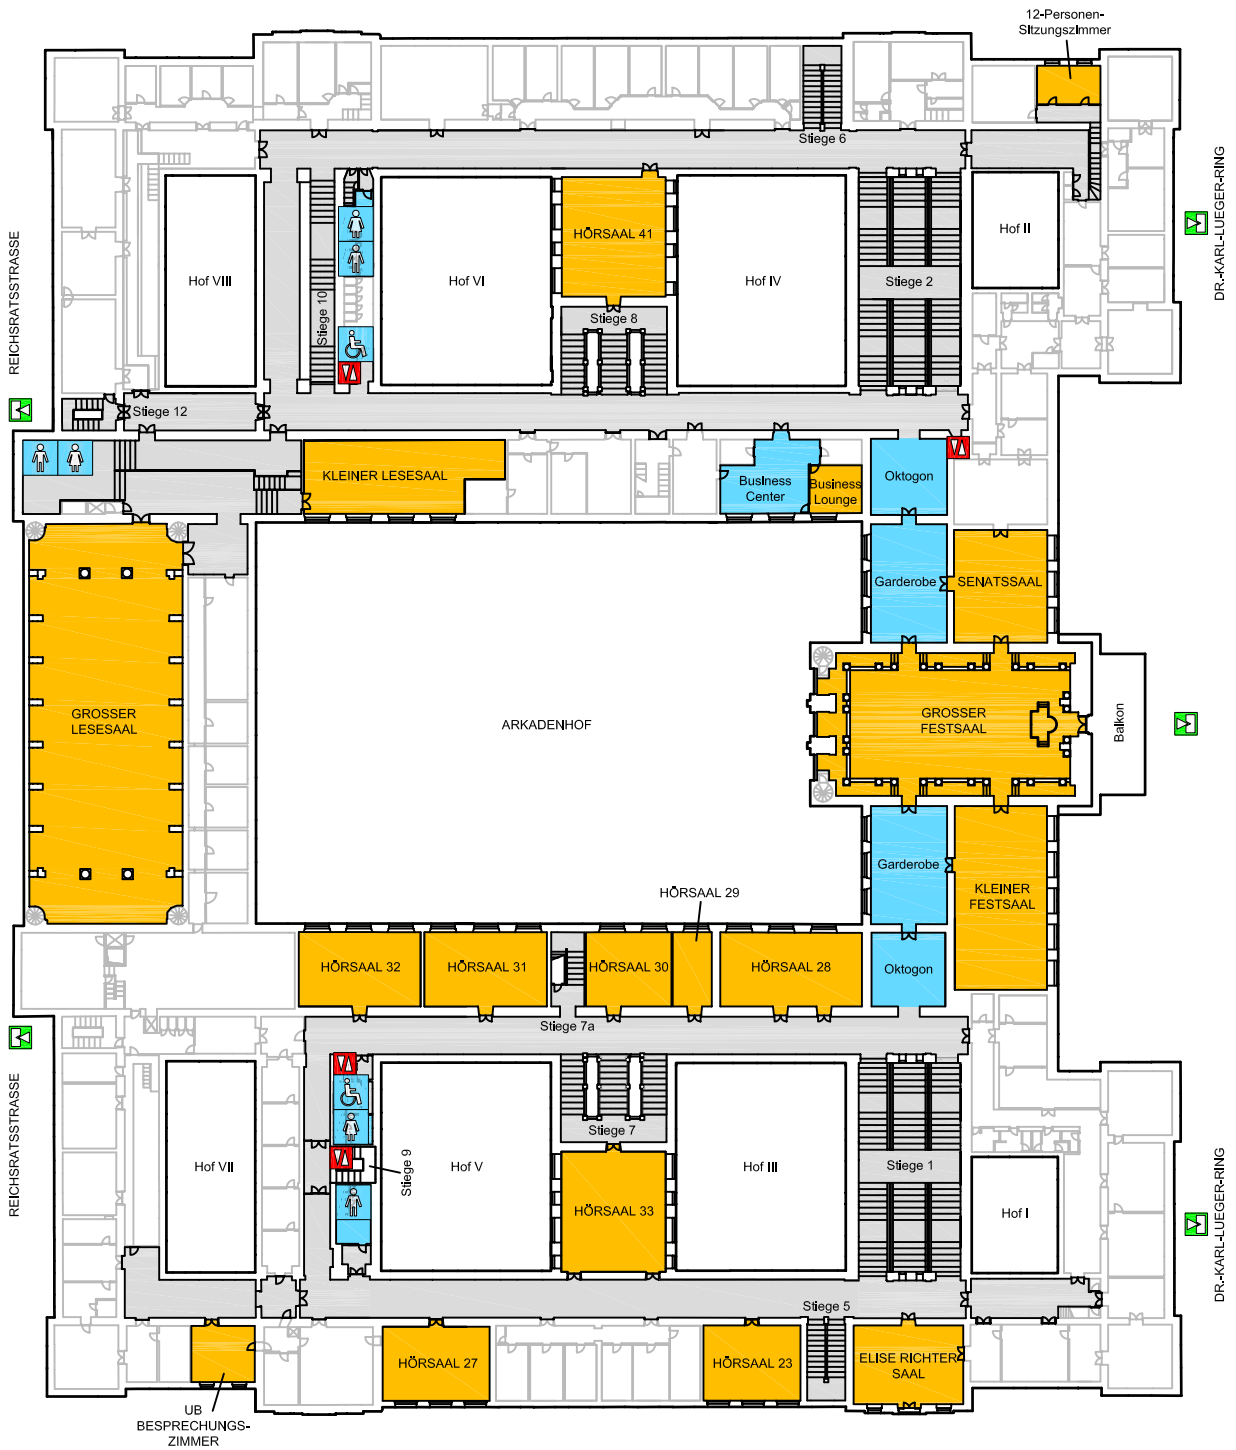 12-Personen-
Sitzungszimmer
Stiege 6
DR.-KARL-LUEGER-RING
REICHSRATSSTRASSE
HÖRSAAL 41
Hof II
Hof VIII
Hof VI
Hof IV
Stiege 2
Stiege 10
Stiege 8
Stiege 12
KLEINER LESESAAL
Business
Center
Business
Lounge
Oktogon
Garderobe
SENATSSAAL
GROSSER
LESESAAL
ARKADENHOF
GROSSER
FESTSAAL
Balkon
Garderobe
KLEINER
FESTSAAL
HÖRSAAL 29
HÖRSAAL 32
HÖRSAAL 31
HÖRSAAL 30
HÖRSAAL 28
Oktogon
Stiege 7a
REICHSRATSSTRASSE
Stiege 7
Hof VII
Stiege 9
Hof V
Hof III
Stiege 1
DR.-KARL-LUEGER-RING
HÖRSAAL 33
Hof I
Stiege 5
HÖRSAAL 27
HÖRSAAL 23
ELISE RICHTER
SAAL
UB
BESPRECHUNGS-
ZIMMER